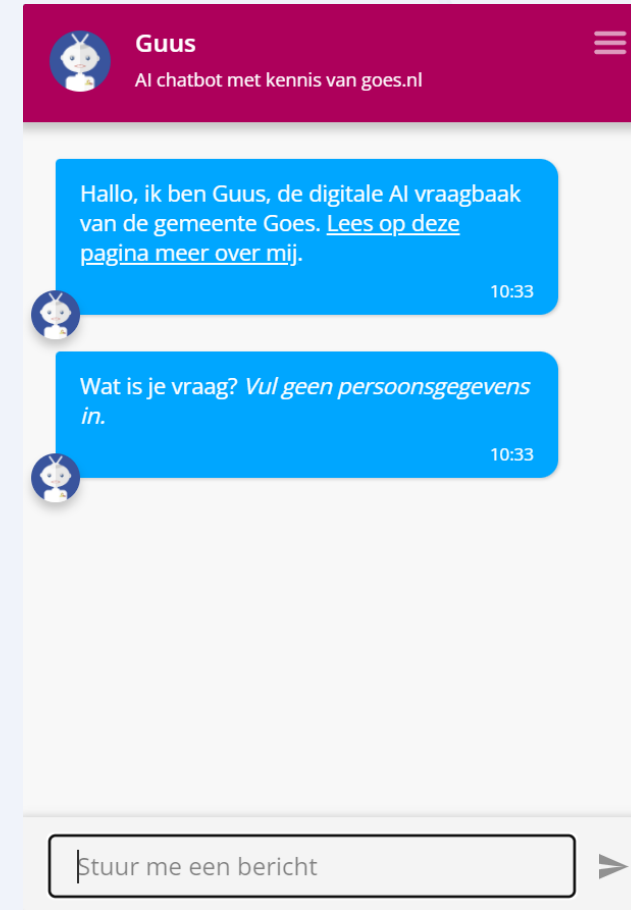 Guus
AI chatbot met kennis van goes.nl
Hallo, ik ben Guus, de digitale AI vraagbaak
van de gemeente Goes. Lees op deze
pagina meer over mij.
10:33
Wat is je vraag? Vul geen persoonsgegevens
in.
10:33
Stuur me een bericht